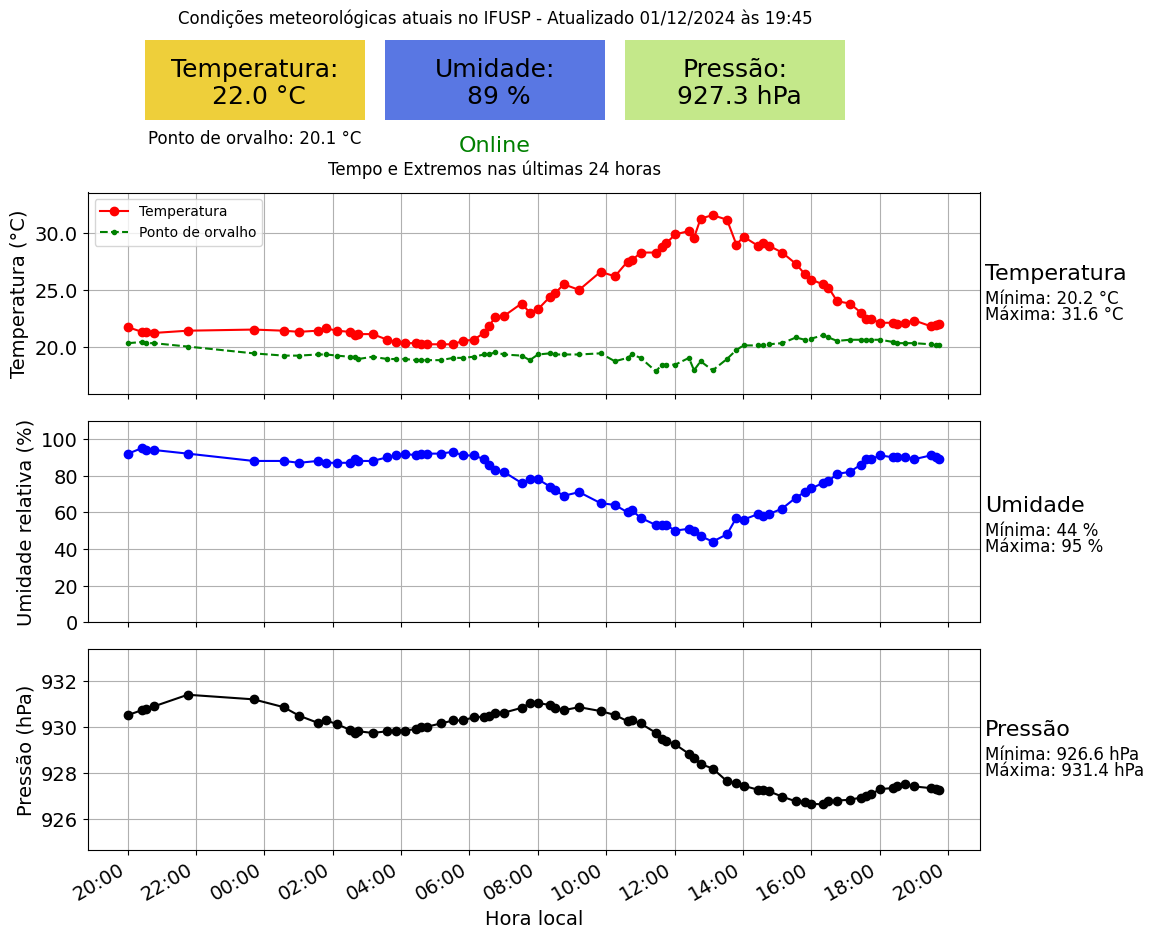 Condições meteorológicas atuais no IFUSP - Atualizado 01/12/2024 às 19:45
Temperatura:
22.0 °C
Umidade:
89 %
Pressão:
927.3 hPa
Ponto de orvalho: 20.1 °C
Online
Tempo e Extremos nas últimas 24 horas
Temperatura (°C)
30.0
25.0
20.0
Temperatura
Ponto de orvalho
Temperatura
Mínima: 20.2 °C
Máxima: 31.6 °C
Umidade relativa (%)
100
80
60
40
20
0
Umidade
Mínima: 44 %
Máxima: 95 %
Pressão (hPa)
932
930
928
926
Pressão
Mínima: 926.6 hPa
Máxima: 931.4 hPa
20:00 22:00 00:00 02:00 04:00 06:00 08:00 10:00 12:00 14:00 16:00 18:00 20:00
Hora local